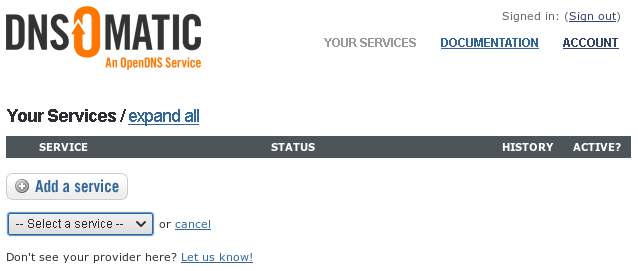 DNSOMATIC
An OpenDNS Service
Signed in: (Sign out)
YOUR SERVICES DOCUMENTATION ACCOUNT
Your Services / expand all
SERVICE STATUS HISTORY ACTIVE?
Add a service
-- Select a service -- or cancel
Don't see your provider here? Let us know!